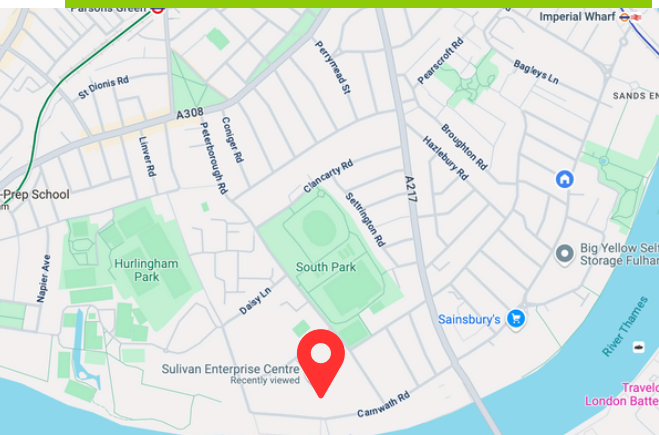 Parsons Green
Imperial Wharf
Perrymead St
Pearscroft Rd
Bagleys Ln
St Dionis Rd
SANDS EN
A308
Coniger Rd
Peterborough Rd
Linver Rd
Broughton Rd
Hazlebury Rd
Clancarty Rd
A217
-Prep School
Settrington Rd
Big Yellow Self
Storage Fulham
Hurlingham
Park
South Park
Napier Ave
Daisy Ln
Sainsbury's
River Thames
Sulivan Enterprise Centre
Recently viewed
Carnwath Rd
Travelo
London Batte